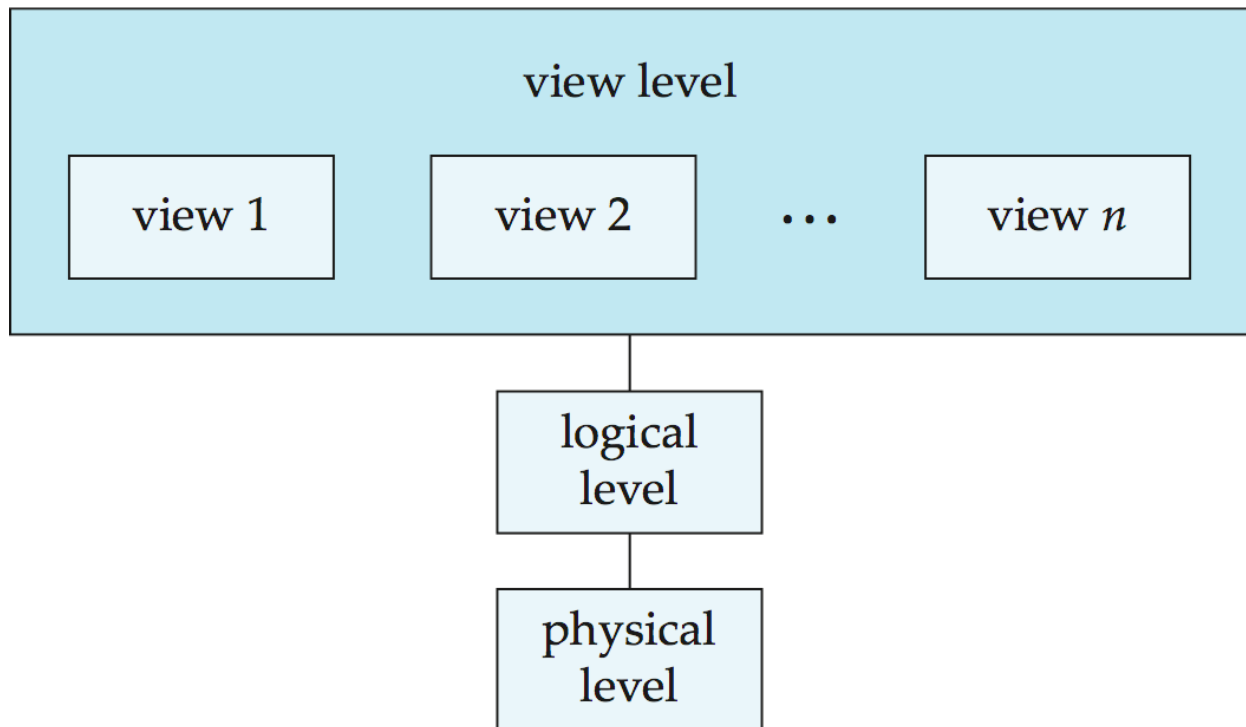 view level
view 1
view 2
...
view n
logical
level
physical
level